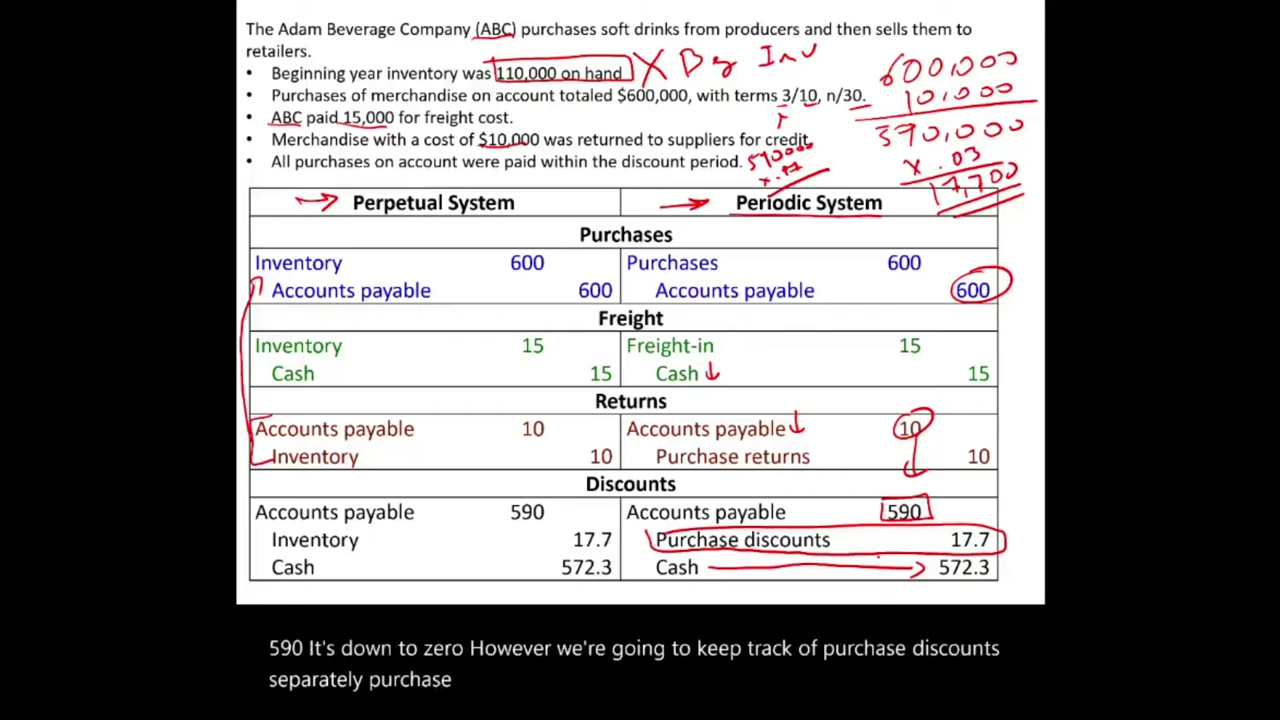 The Adam Beverage Company (ABC) purchases soft drinks from producers and then sells them to
retailers.
• Beginning year inventory was 110,000 on hand X Beg Inv
• Purchases of merchandise on account totaled $600,000, with terms 3/10, n/30.
• ABC paid 15,000 for freight cost.
• Merchandise with a cost of $10,000 was returned to suppliers for credit.
• All purchases on account were paid within the discount period.
600,000
10,000
590,000
x .03
17,700
590000
x .97
Perpetual System Periodic System
Purchases
Inventory 600 Purchases 600
Accounts payable 600 Accounts payable 600
Freight
Inventory 15 Freight-in 15
Cash 15 Cash 15
Returns
Accounts payable 10 Accounts payable 10
Inventory 10 Purchase returns 10
Discounts
Accounts payable 590 Accounts payable 590
Inventory 17.7 Purchase discounts 17.7
Cash 572.3 Cash 572.3
590 It's down to zero However we're going to keep track of purchase discounts
separately purchase